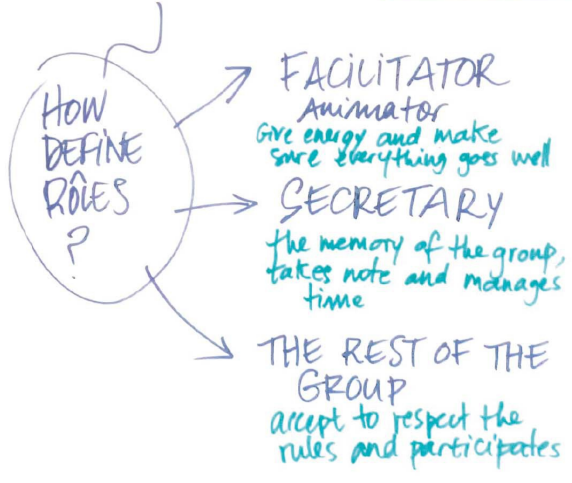 HOW
DEFINE
RÔLES
?
FACILITATOR
Animator
Give energy and make
sure everything goes well
SECRETARY
the memory of the group,
takes note and manages
time
THE REST OF THE
GROUP
accept to respect the
rules and participates